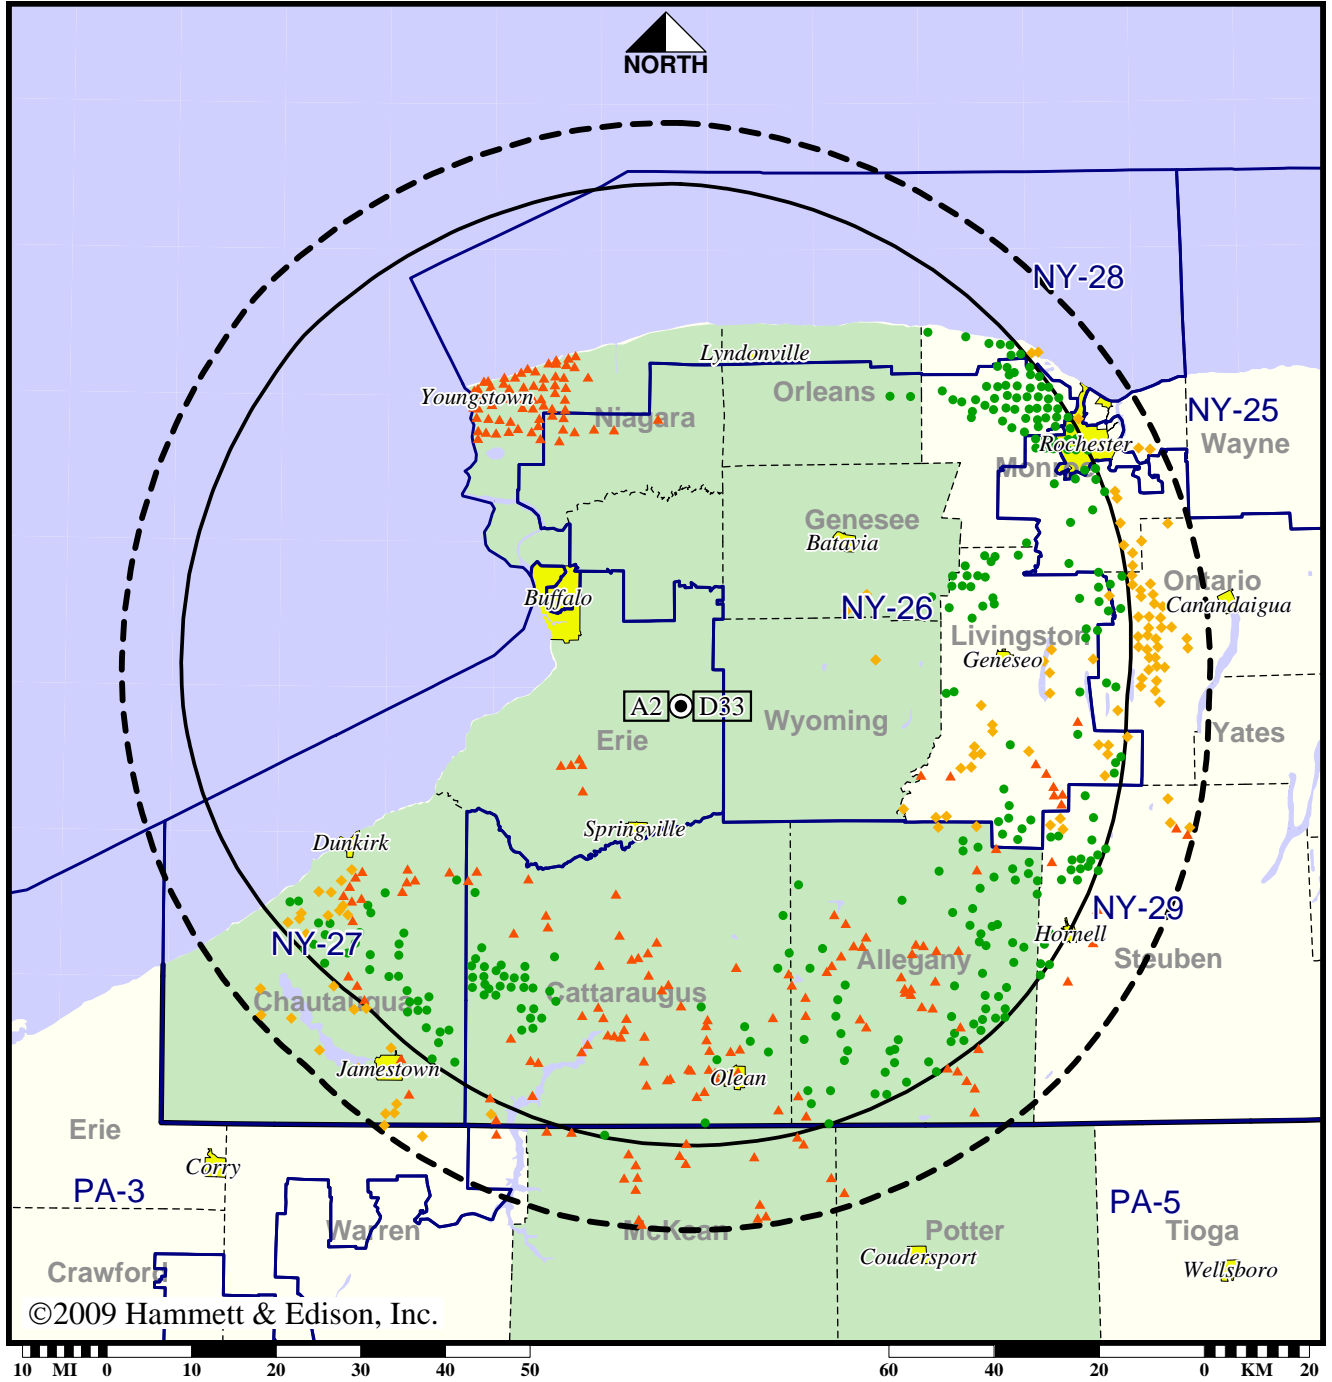 NORTH
NY-28
Lyndonville
Orleans
Youngstown
Niagara
NY-25
Wayne
Rochester
Monroe
Genesee
Batavia
Ontario
Canandaigua
Buffalo
NY-26
Livingston
Geneseo
A2 D33
Wyoming
Erie
Yates
Springville
Dunkirk
NY-29
Hornell
NY-27
Allegany
Steuben
Chautauqua
Cattaraugus
Jamestown
Olean
Erie
Corry
PA-3
PA-5
Warren
McKean
Potter
Tioga
Coudersport
Wellsboro
Crawford
©2009 Hammett & Edison, Inc.
10 MI 0 10 20 30 40 50 60 40 20 0 KM 20